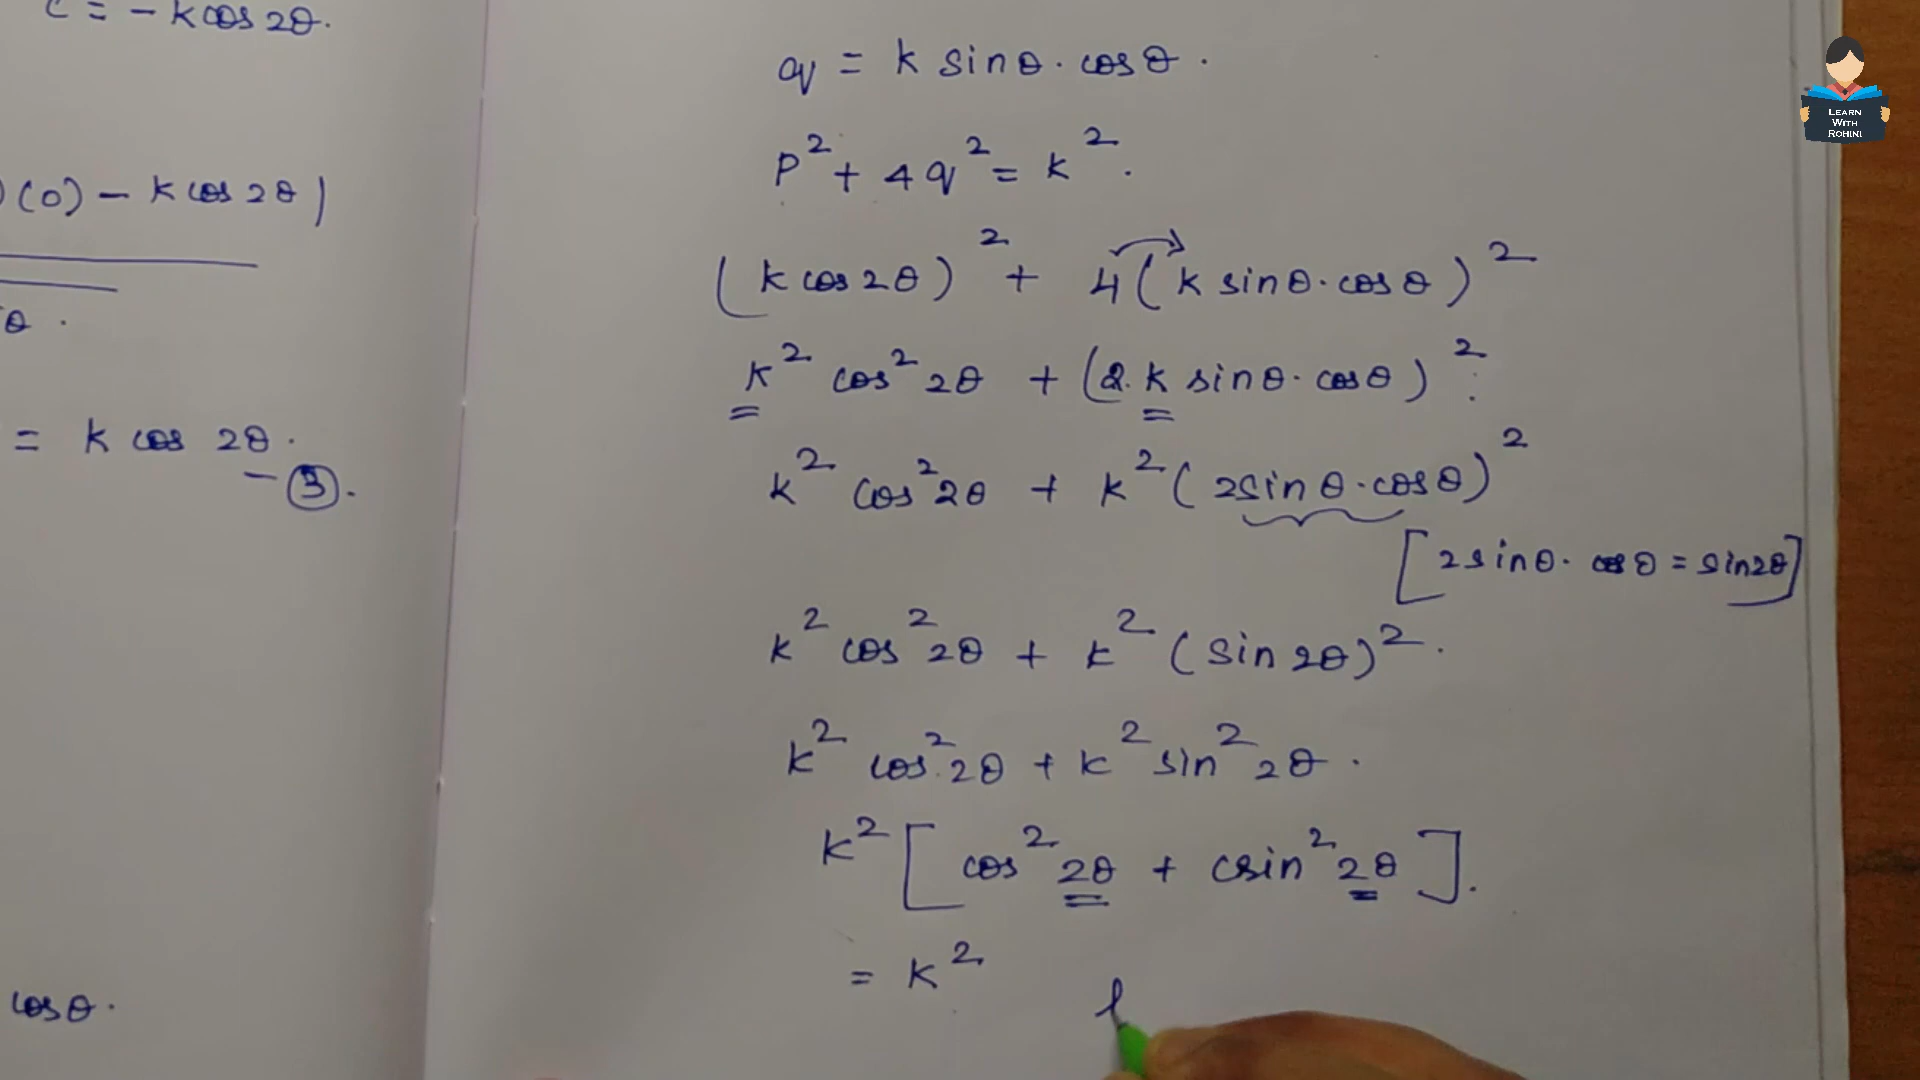 c = - k cos 2θ.
(0) - k cos 2θ |
θ .
= k cos 2θ.
- ③.
cosθ.
q = k sinθ. cosθ.
P² + 4q² = k².
(k cos 2θ)² + 4(k sinθ.cosθ)²
k² cos² 2θ + (2.k sinθ.cosθ)².
k² cos² 2θ + k² (2sinθ.cosθ)²
[2sinθ. cosθ = sin2θ]
k² cos² 2θ + k² (sin 2θ)².
k² cos² 2θ + k² sin² 2θ.
k² [cos² 2θ + sin² 2θ].
= k²
LEARN
WITH
ROHINI